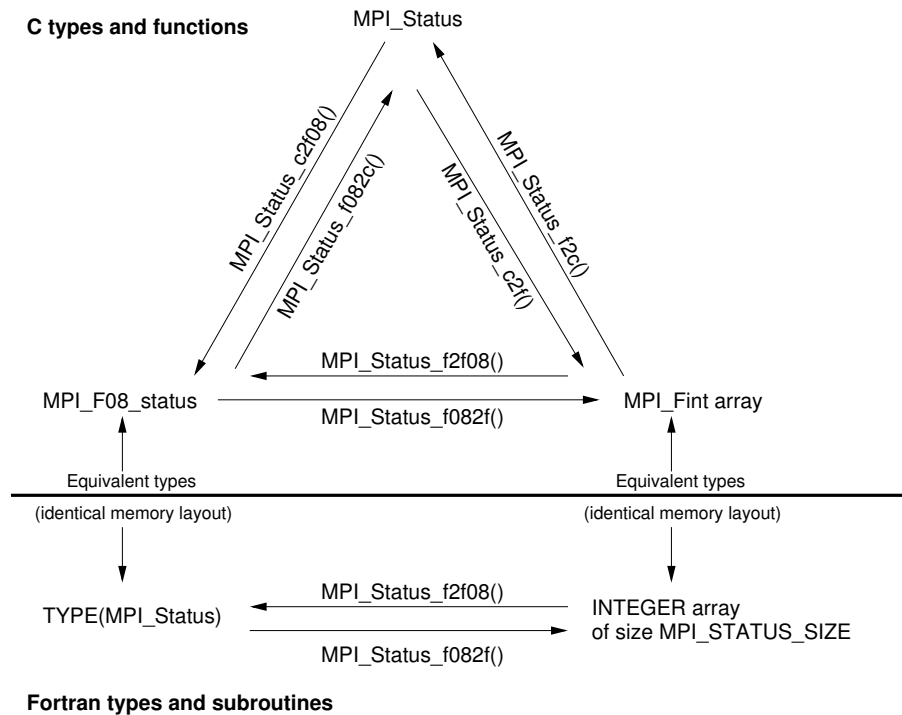 C types and functions
MPI_Status
MPI_Status_c2f08()
MPI_Status_f082c()
MPI_Status_c2f()
MPI_Status_f2c()
MPI_Status_f2f08()
MPI_F08_status
MPI_Fint array
MPI_Status_f082f()
Equivalent types
Equivalent types
(identical memory layout)
(identical memory layout)
MPI_Status_f2f08()
TYPE(MPI_Status)
INTEGER array
of size MPI_STATUS_SIZE
MPI_Status_f082f()
Fortran types and subroutines